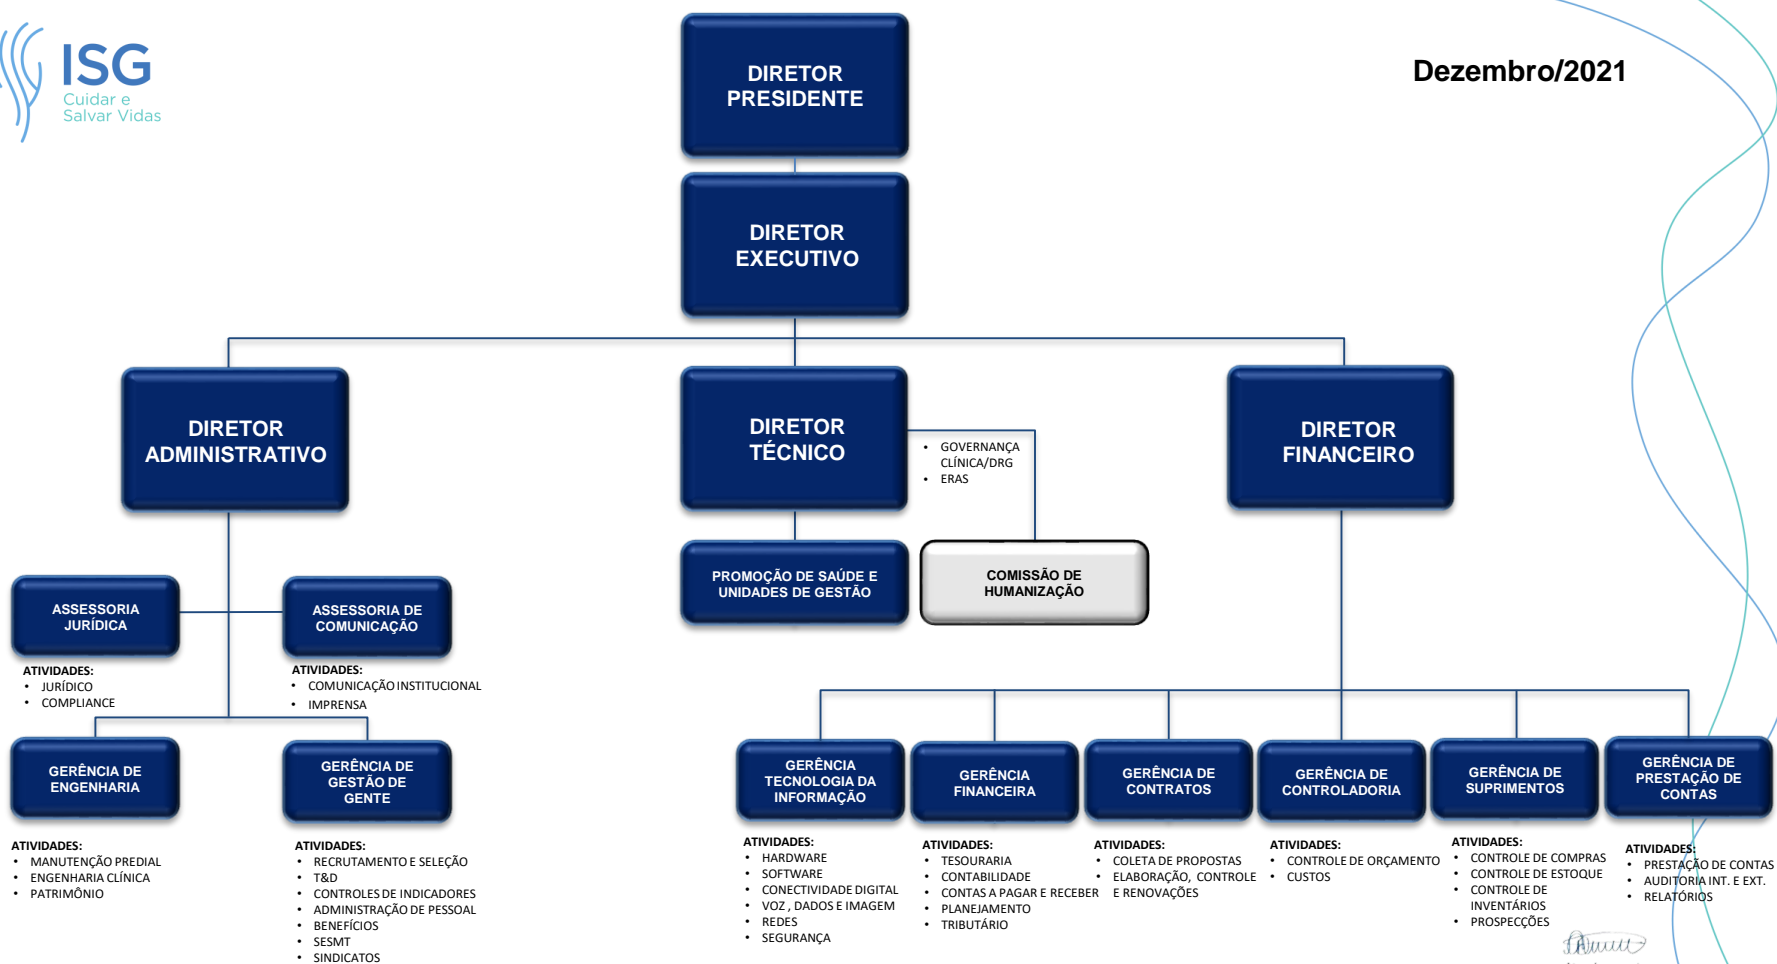 ISG
Cuidar e
Salvar Vidas
Dezembro/2021
DIRETOR
PRESIDENTE
DIRETOR
EXECUTIVO
DIRETOR
ADMINISTRATIVO
DIRETOR
TÉCNICO
• GOVERNANÇA
CLÍNICA/DRG
• ERAS
DIRETOR
FINANCEIRO
PROMOÇÃO DE SAÚDE E
UNIDADES DE GESTÃO
COMISSÃO DE
HUMANIZAÇÃO
ASSESSORIA
JURÍDICA
ATIVIDADES:
• JURÍDICO
• COMPLIANCE
ASSESSORIA DE
COMUNICAÇÃO
ATIVIDADES:
• COMUNICAÇÃO INSTITUCIONAL
• IMPRENSA
GERÊNCIA DE
ENGENHARIA
ATIVIDADES:
• MANUTENÇÃO PREDIAL
• ENGENHARIA CLÍNICA
• PATRIMÔNIO
GERÊNCIA DE
GESTÃO DE
GENTE
ATIVIDADES:
• RECRUTAMENTO E SELEÇÃO
• T&D
• CONTROLES DE INDICADORES
• ADMINISTRAÇÃO DE PESSOAL
• BENEFÍCIOS
• SESMT
• SINDICATOS
GERÊNCIA
TECNOLOGIA DA
INFORMAÇÃO
ATIVIDADES:
• HARDWARE
• SOFTWARE
• CONECTIVIDADE DIGITAL
• VOZ , DADOS E IMAGEM
• REDES
• SEGURANÇA
GERÊNCIA
FINANCEIRA
ATIVIDADES:
• TESOURARIA
• CONTABILIDADE
• CONTAS A PAGAR E RECEBER
• PLANEJAMENTO
• TRIBUTÁRIO
GERÊNCIA DE
CONTRATOS
ATIVIDADES:
• COLETA DE PROPOSTAS
• ELABORAÇÃO, CONTROLE
E RENOVAÇÕES
GERÊNCIA DE
CONTROLADORIA
ATIVIDADES:
• CONTROLE DE ORÇAMENTO
• CUSTOS
GERÊNCIA DE
SUPRIMENTOS
ATIVIDADES:
• CONTROLE DE COMPRAS
• CONTROLE DE ESTOQUE
• CONTROLE DE
INVENTÁRIOS
• PROSPECÇÕES
GERÊNCIA DE
PRESTAÇÃO DE
CONTAS
ATIVIDADES:
• PRESTAÇÃO DE CONTAS
• AUDITORIA INT. E EXT.
• RELATÓRIOS